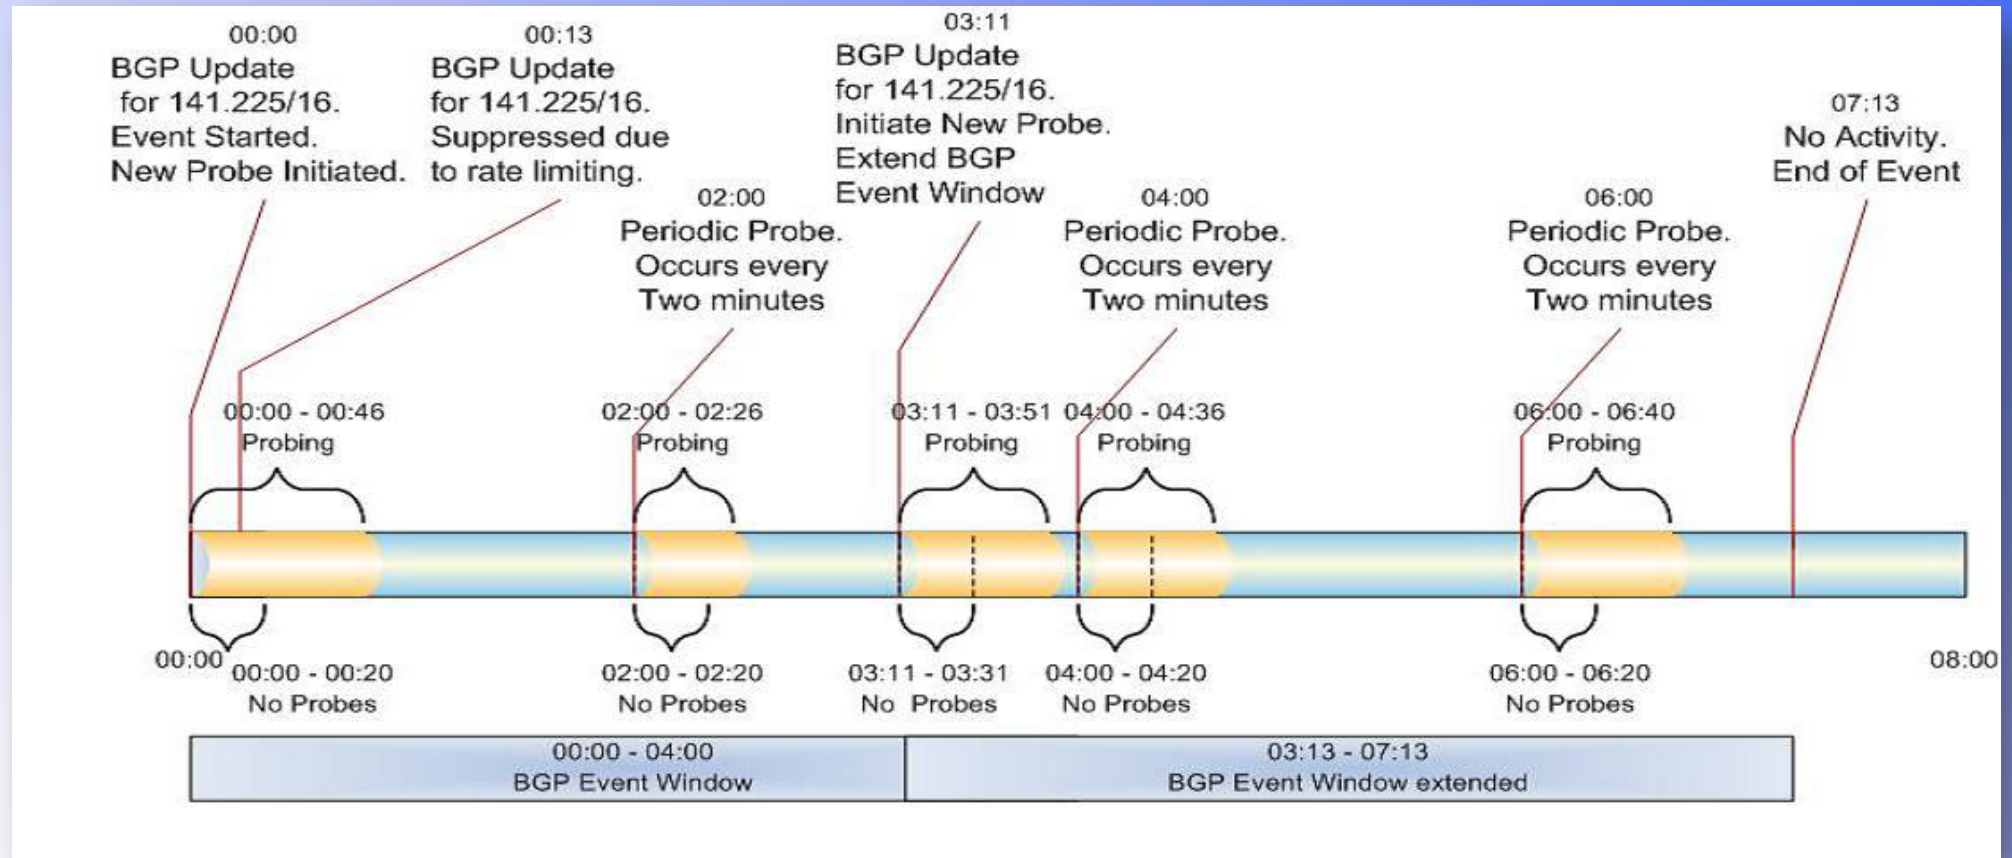 00:00
BGP Update
for 141.225/16.
Event Started.
New Probe Initiated.
00:13
BGP Update
for 141.225/16.
Suppressed due
to rate limiting.
02:00
Periodic Probe.
Occurs every
Two minutes
03:11
BGP Update
for 141.225/16.
Initiate New Probe.
Extend BGP
Event Window
04:00
Periodic Probe.
Occurs every
Two minutes
06:00
Periodic Probe.
Occurs every
Two minutes
07:13
No Activity.
End of Event
00:00 - 00:46
Probing
02:00 - 02:26
Probing
03:11 - 03:51
Probing
04:00 - 04:36
Probing
06:00 - 06:40
Probing
00:00
00:00 - 00:20
No Probes
02:00 - 02:20
No Probes
03:11 - 03:31
No Probes
04:00 - 04:20
No Probes
06:00 - 06:20
No Probes
08:00
00:00 - 04:00
BGP Event Window
03:13 - 07:13
BGP Event Window extended